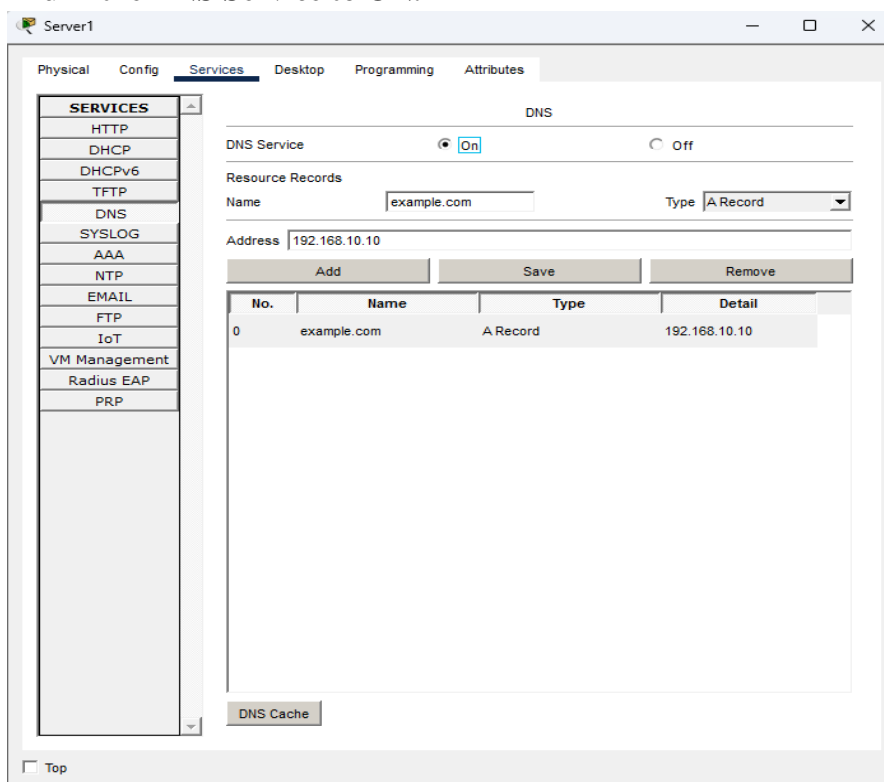 Server1
Physical Config Services Desktop Programming Attributes
SERVICES
HTTP
DHCP
DHCPv6
TFTP
DNS
SYSLOG
AAA
NTP
EMAIL
FTP
IoT
VM Management
Radius EAP
PRP
DNS
DNS Service On Off
Resource Records
Name example.com Type A Record
Address 192.168.10.10
Add Save Remove
No. Name Type Detail
0 example.com A Record 192.168.10.10
DNS Cache
Top